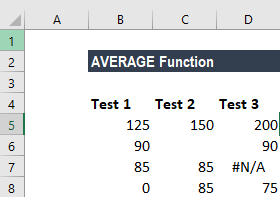 A B C D
1
2 AVERAGE Function
3
4 Test 1 Test 2 Test 3
5 125 150 200
6 90 90
7 85 85 #N/A
8 0 85 75